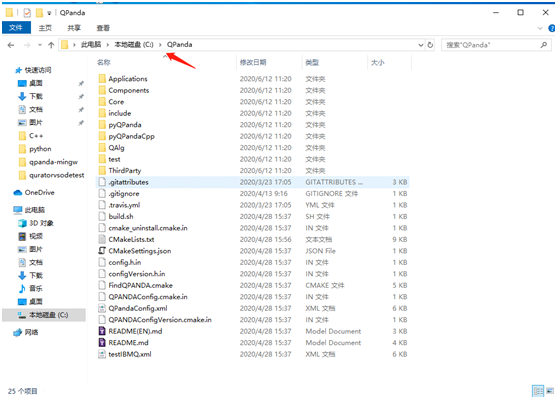 QPanda
文件 主页 共享 查看
此电脑 本地磁盘 (C:) QPanda 搜索"QPanda"
名称 修改日期 类型 大小
快速访问
桌面
下载
文档
图片
C++
python
qpanda-mingw
quratorvsodetest
OneDrive
此电脑
3D 对象
视频
图片
文档
下载
音乐
桌面
本地磁盘 (C:)
网络
Applications 2020/6/12 11:20 文件夹
Components 2020/6/12 11:20 文件夹
Core 2020/6/12 11:20 文件夹
include 2020/6/12 11:20 文件夹
pyQPanda 2020/6/12 11:20 文件夹
pyQPandaCpp 2020/6/12 11:20 文件夹
QAlg 2020/6/12 11:20 文件夹
test 2020/6/12 11:20 文件夹
ThirdParty 2020/6/12 11:20 文件夹
.gitattributes 2020/3/23 17:05 GITATTRIBUTES ... 3 KB
.gitignore 2020/4/13 9:16 GITIGNORE 文件 1 KB
.travis.yml 2020/3/23 17:05 YML 文件 2 KB
build.sh 2020/4/28 15:37 SH 文件 1 KB
cmake_uninstall.cmake.in 2020/4/28 15:37 IN 文件 1 KB
CMakeLists.txt 2020/4/28 15:56 文本文档 9 KB
CMakeSettings.json 2020/4/28 15:37 JSON File 1 KB
config.h.in 2020/4/28 15:37 IN 文件 1 KB
configVersion.h.in 2020/4/28 15:37 IN 文件 1 KB
FindQPANDA.cmake 2020/4/28 15:37 CMAKE 文件 5 KB
QPANDAConfig.cmake.in 2020/4/28 15:37 IN 文件 1 KB
QPandaConfig.xml 2020/4/28 15:37 XML 文档 6 KB
QPANDAConfigVersion.cmake.in 2020/4/28 15:37 IN 文件 1 KB
README(EN).md 2020/4/28 15:37 Model Document 3 KB
README.md 2020/4/28 15:37 Model Document 4 KB
testIBMQ.xml 2020/4/28 15:37 XML 文档 6 KB
25 个项目